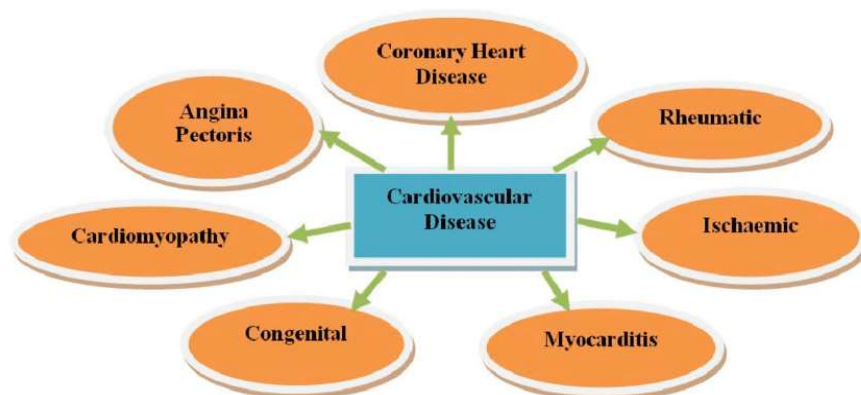 Coronary Heart
Disease
Angina
Pectoris
Rheumatic
Cardiovascular
Disease
Cardiomyopathy
Ischaemic
Congenital
Myocarditis